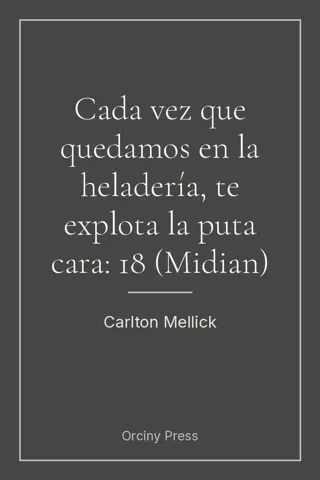 Cada vez que
quedamos en la
heladería, te
explota la puta
cara: 18 (Midian)
Carlton Mellick
Orciny Press